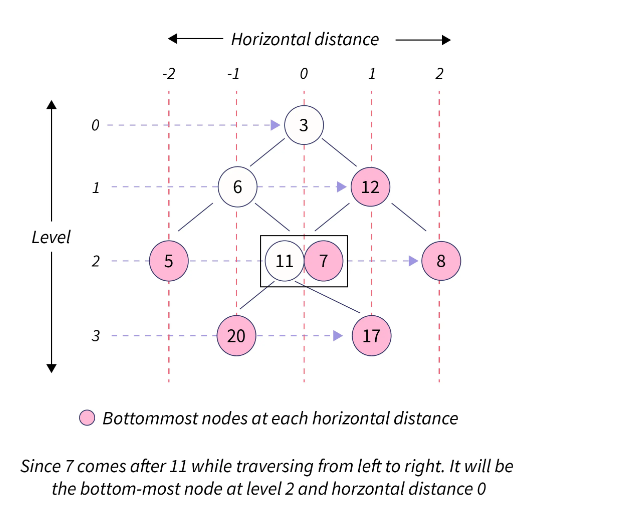 Horizontal distance
-2 -1 0 1 2
0 3
1 6 12
Level
2 5 11 7 8
3 20 17
Bottommost nodes at each horizontal distance
Since 7 comes after 11 while traversing from left to right. It will be
the bottom-most node at level 2 and horzontal distance 0